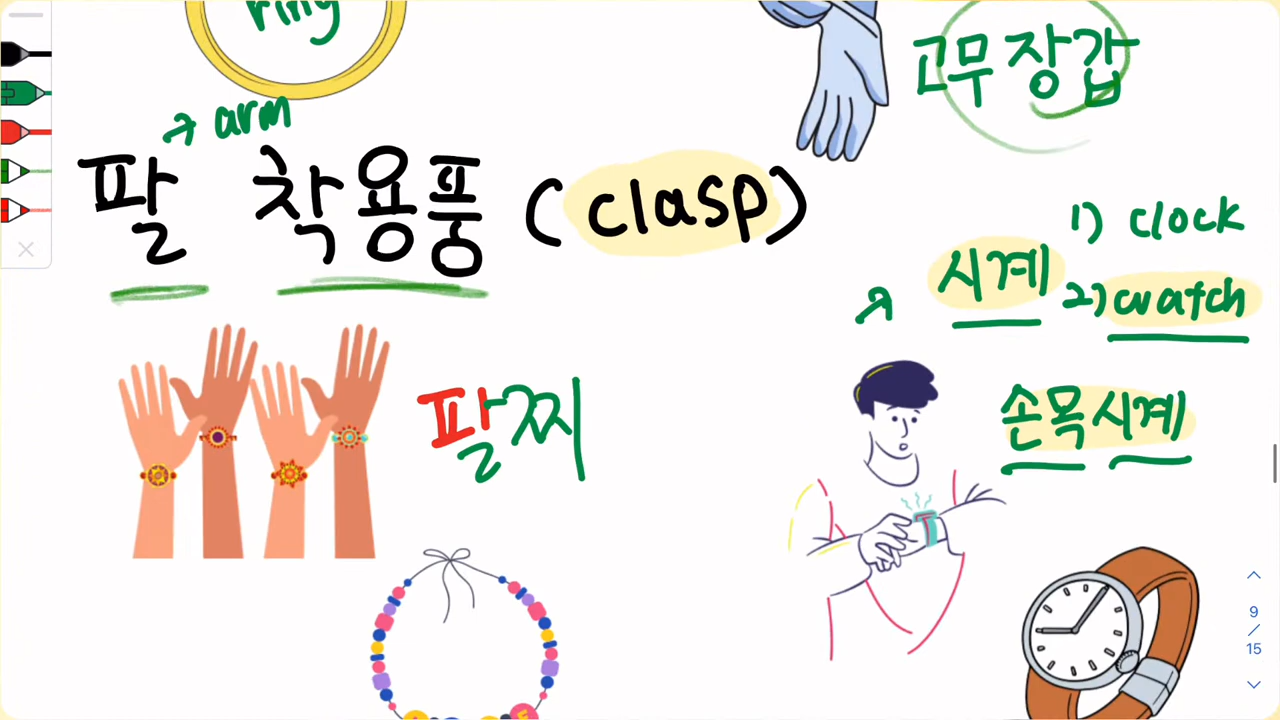 ring
고무장갑
→ arm
팔 착용품 (clasp)
시계
1) clock
2) watch
팔찌
손목시계
9
/
15